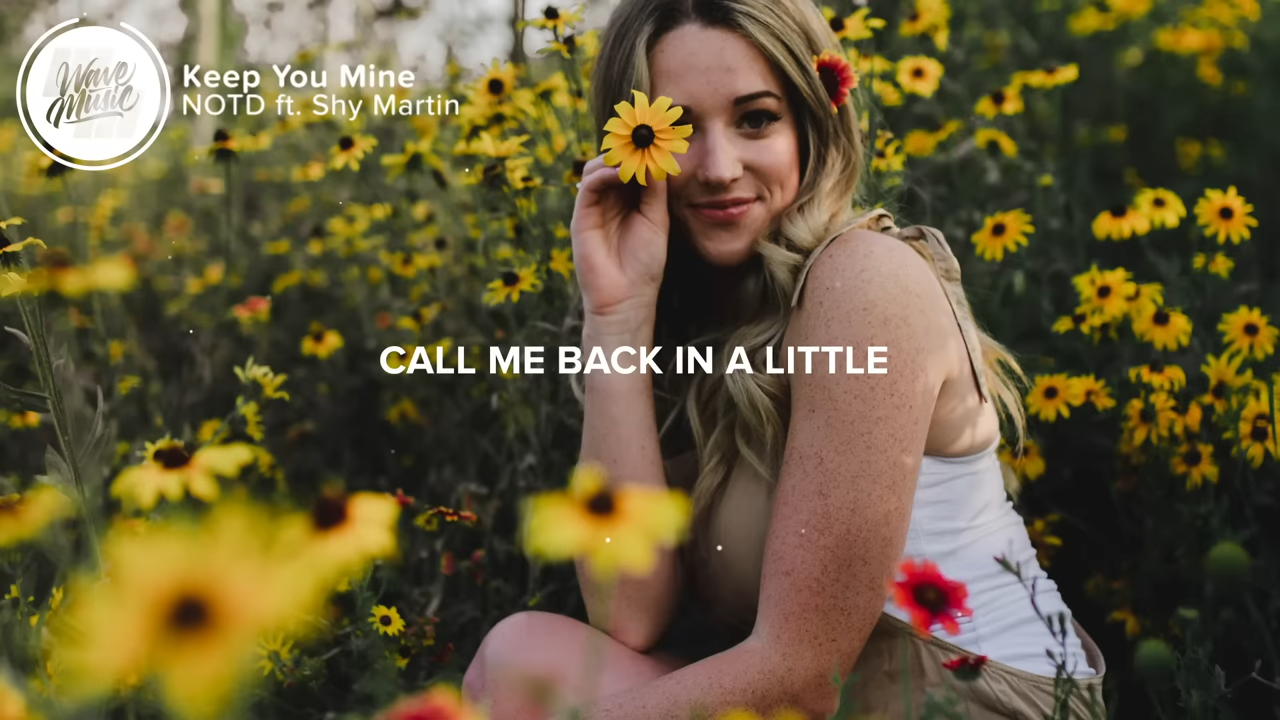 Wave
Music
Keep You Mine
NOTD ft. Shy Martin
CALL ME BACK IN A LITTLE